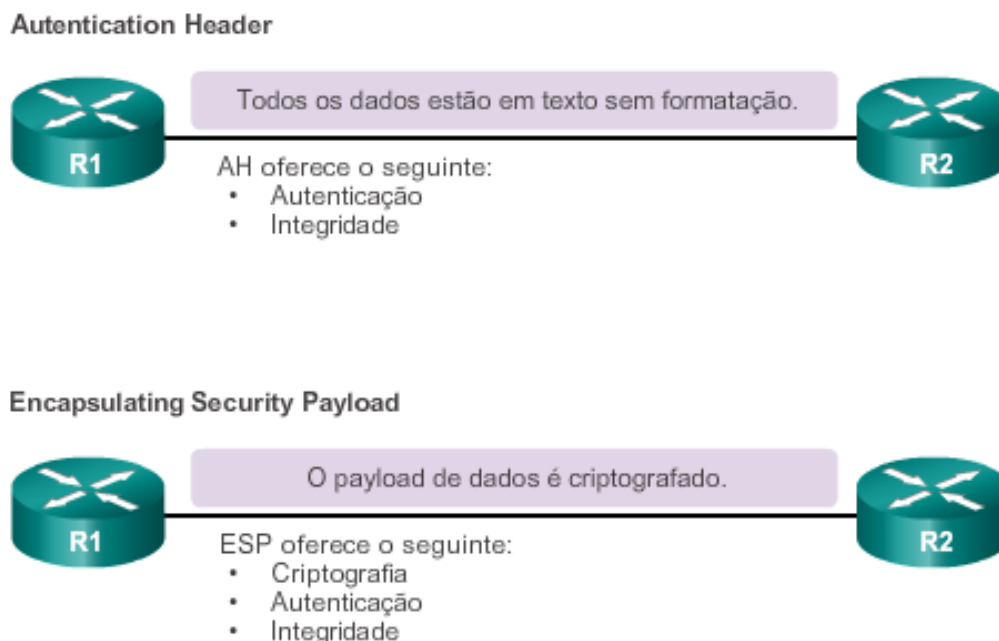 Autentication Header
Todos os dados estão em texto sem formatação.
R1
R2
AH oferece o seguinte:
• Autenticação
• Integridade
Encapsulating Security Payload
O payload de dados é criptografado.
R1
R2
ESP oferece o seguinte:
• Criptografia
• Autenticação
• Integridade